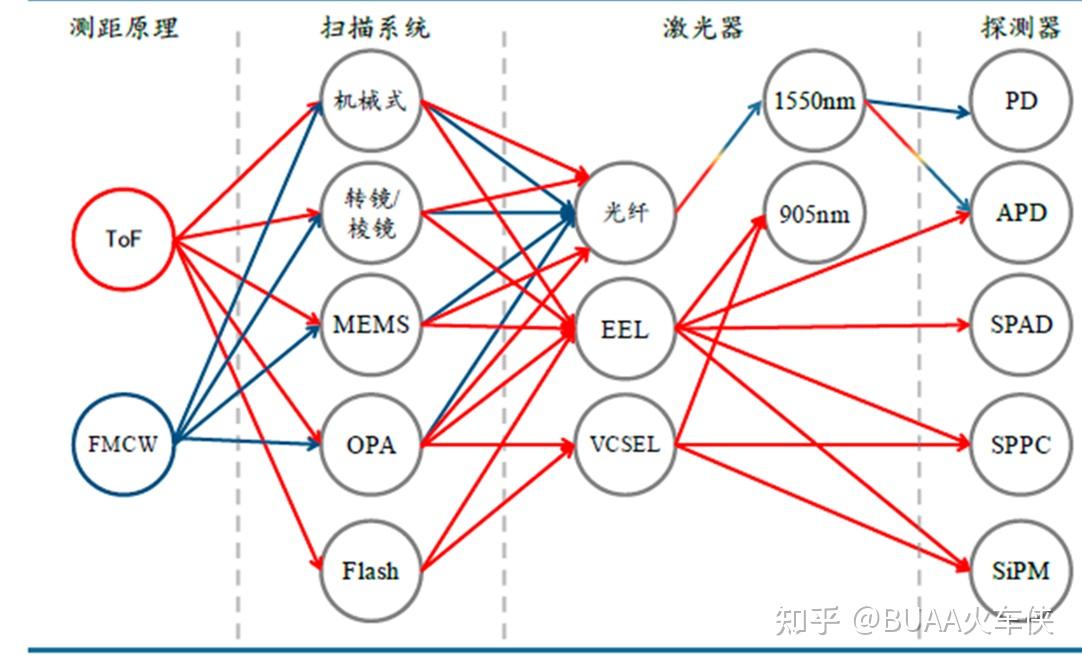 测距原理
扫描系统
激光器
探测器
机械式
1550nm
PD
ToF
转镜/
棱镜
光纤
905nm
APD
MEMS
EEL
SPAD
FMCW
OPA
VCSEL
SPPC
Flash
SiPM
知乎 @BUAA火车侠